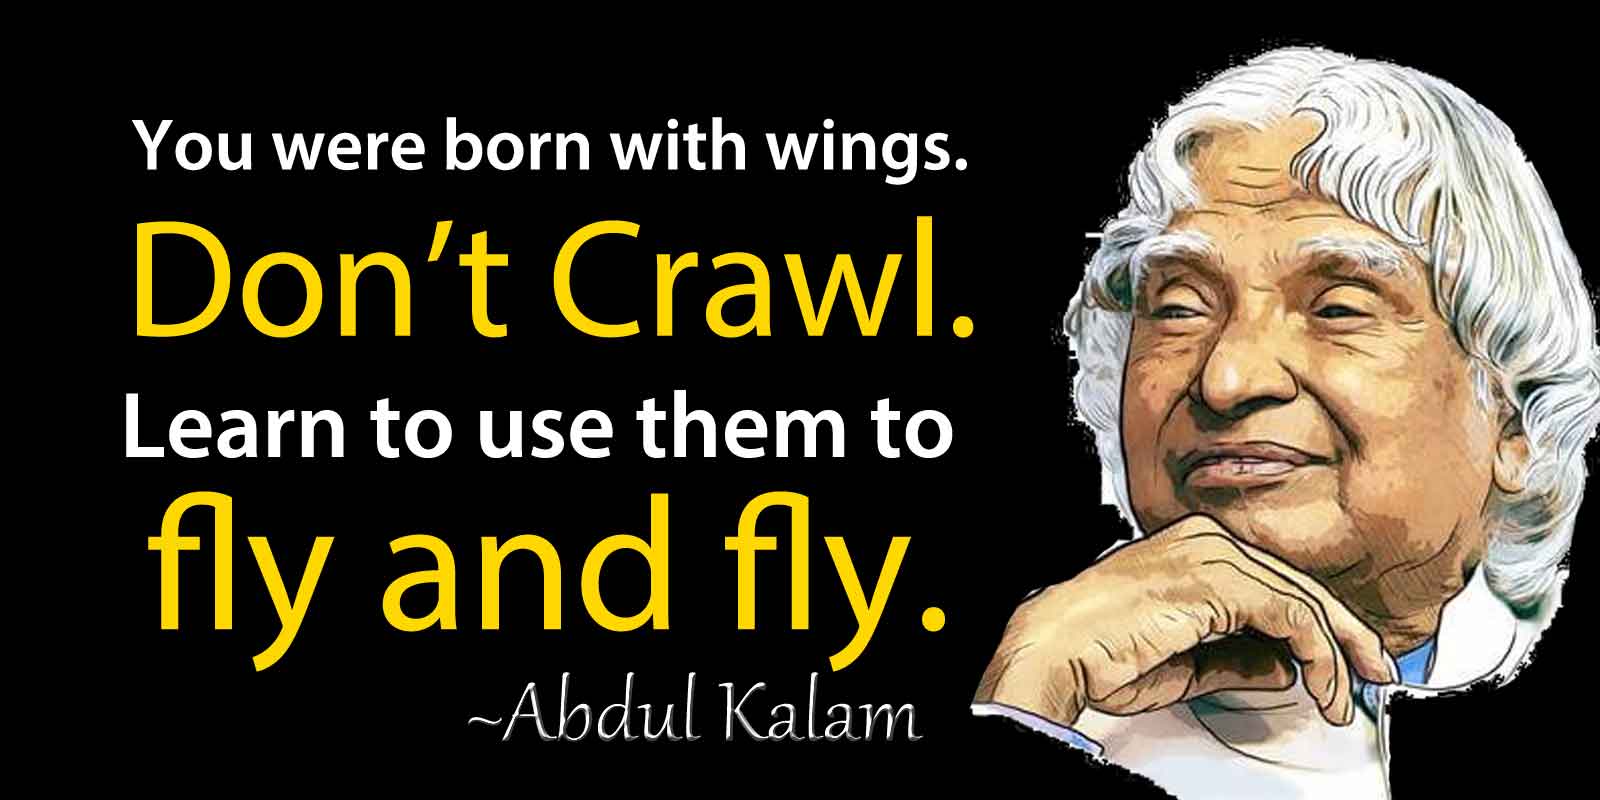 You were born with wings.
Don’t Crawl.
Learn to use them to
fly and fly.
~Abdul Kalam